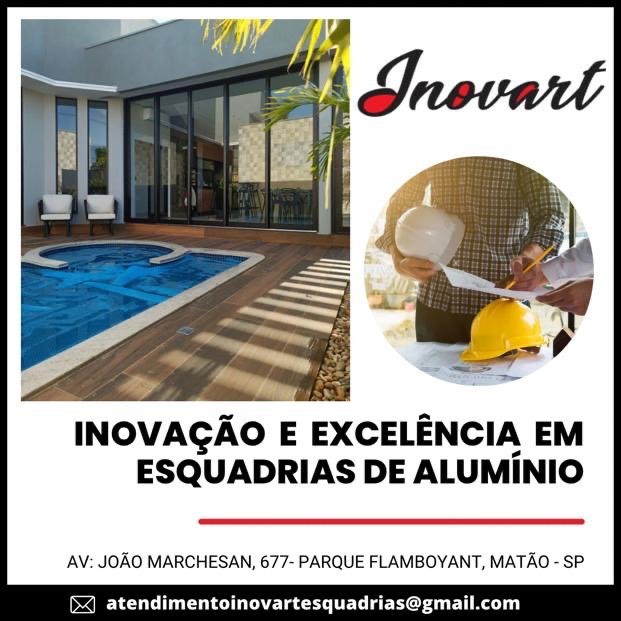 Inovart
INOVAÇÃO E EXCELÊNCIA EM
ESQUADRIAS DE ALUMÍNIO
AV: JOÃO MARCHESAN, 677- PARQUE FLAMBOYANT, MATÃO - SP
atendimentoinovartesquadrias@gmail.com